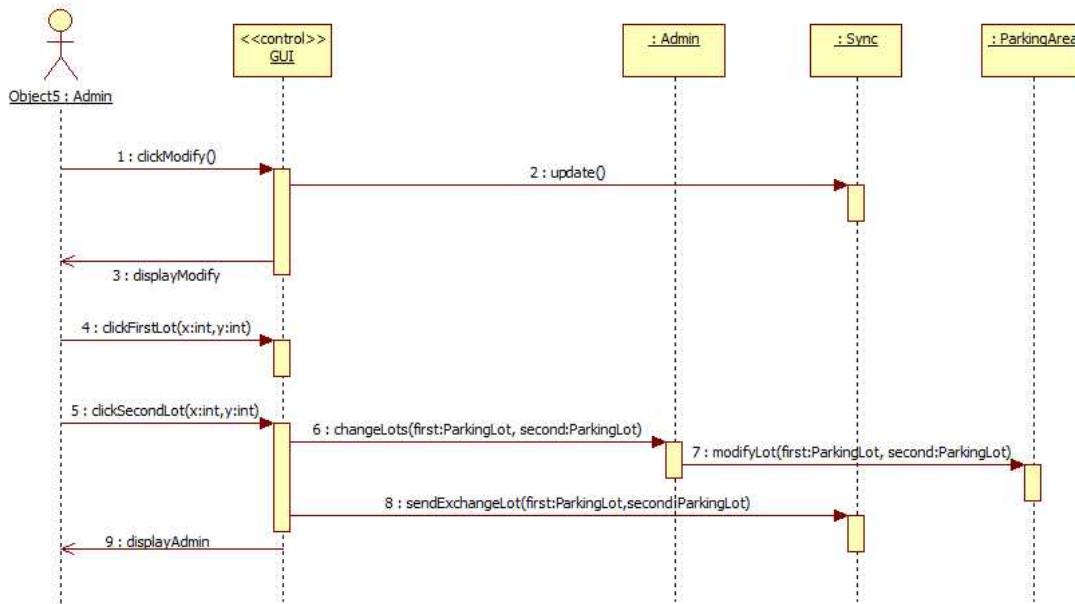 <<control>>
GUI
: Admin
: Sync
: ParkingArea
Object5 : Admin
1 : clickModify()
2 : update()
3 : displayModify
4 : clickFirstLot(x:int,y:int)
5 : clickSecondLot(x:int,y:int)
6 : changeLots(first:ParkingLot, second:ParkingLot)
7 : modifyLot(first:ParkingLot, second:ParkingLot)
8 : sendExchangeLot(first:ParkingLot,second:ParkingLot)
9 : displayAdmin